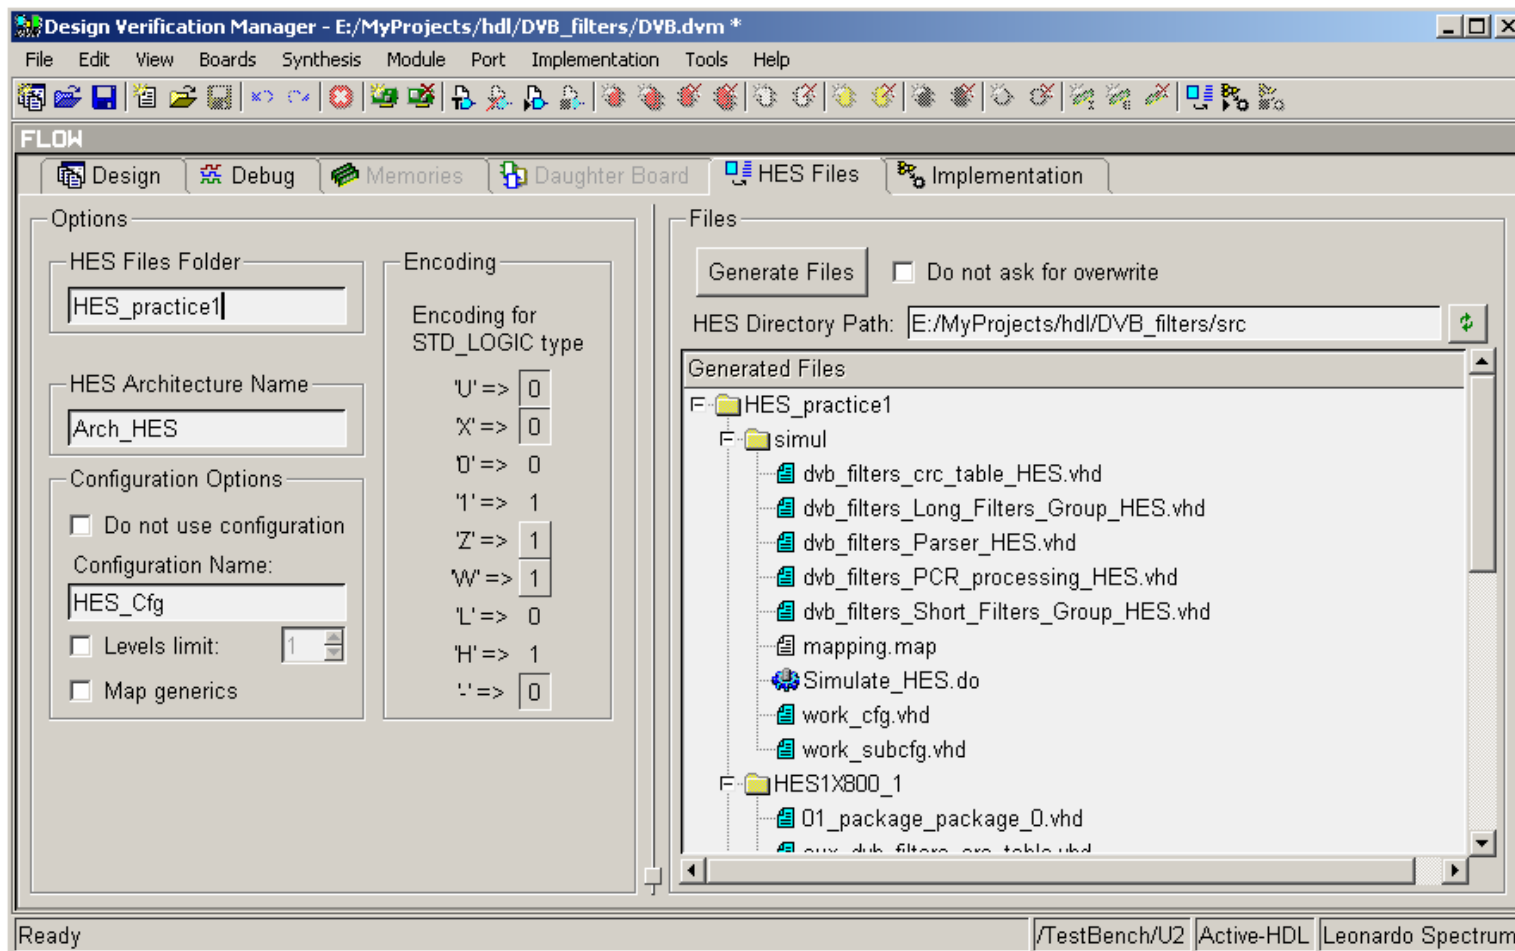 Design Verification Manager - E:/MyProjects/hdl/DVB_filters/DVB.dvm *
File Edit View Boards Synthesis Module Port Implementation Tools Help
FLOW
Design Debug Memories Daughter Board HES Files Implementation
Options
HES Files Folder
HES_practice1
HES Architecture Name
Arch_HES
Configuration Options
Do not use configuration
Configuration Name:
HES_Cfg
Levels limit: 1
Map generics
Encoding
Encoding for
STD_LOGIC type
'U' => 0
'X' => 0
'0' => 0
'1' => 1
'Z' => 1
'W' => 1
'L' => 0
'H' => 1
'-' => 0
Files
Generate Files Do not ask for overwrite
HES Directory Path: E:/MyProjects/hdl/DVB_filters/src
Generated Files
HES_practice1
simul
dvb_filters_crc_table_HES.vhd
dvb_filters_Long_Filters_Group_HES.vhd
dvb_filters_Parser_HES.vhd
dvb_filters_PCR_processing_HES.vhd
dvb_filters_Short_Filters_Group_HES.vhd
mapping.map
Simulate_HES.do
work_cfg.vhd
work_subcfg.vhd
HES1X800_1
01_package_package_0.vhd
aux_dvb_filters_crc_table.vhd
Ready /TestBench/U2 Active-HDL Leonardo Spectrum